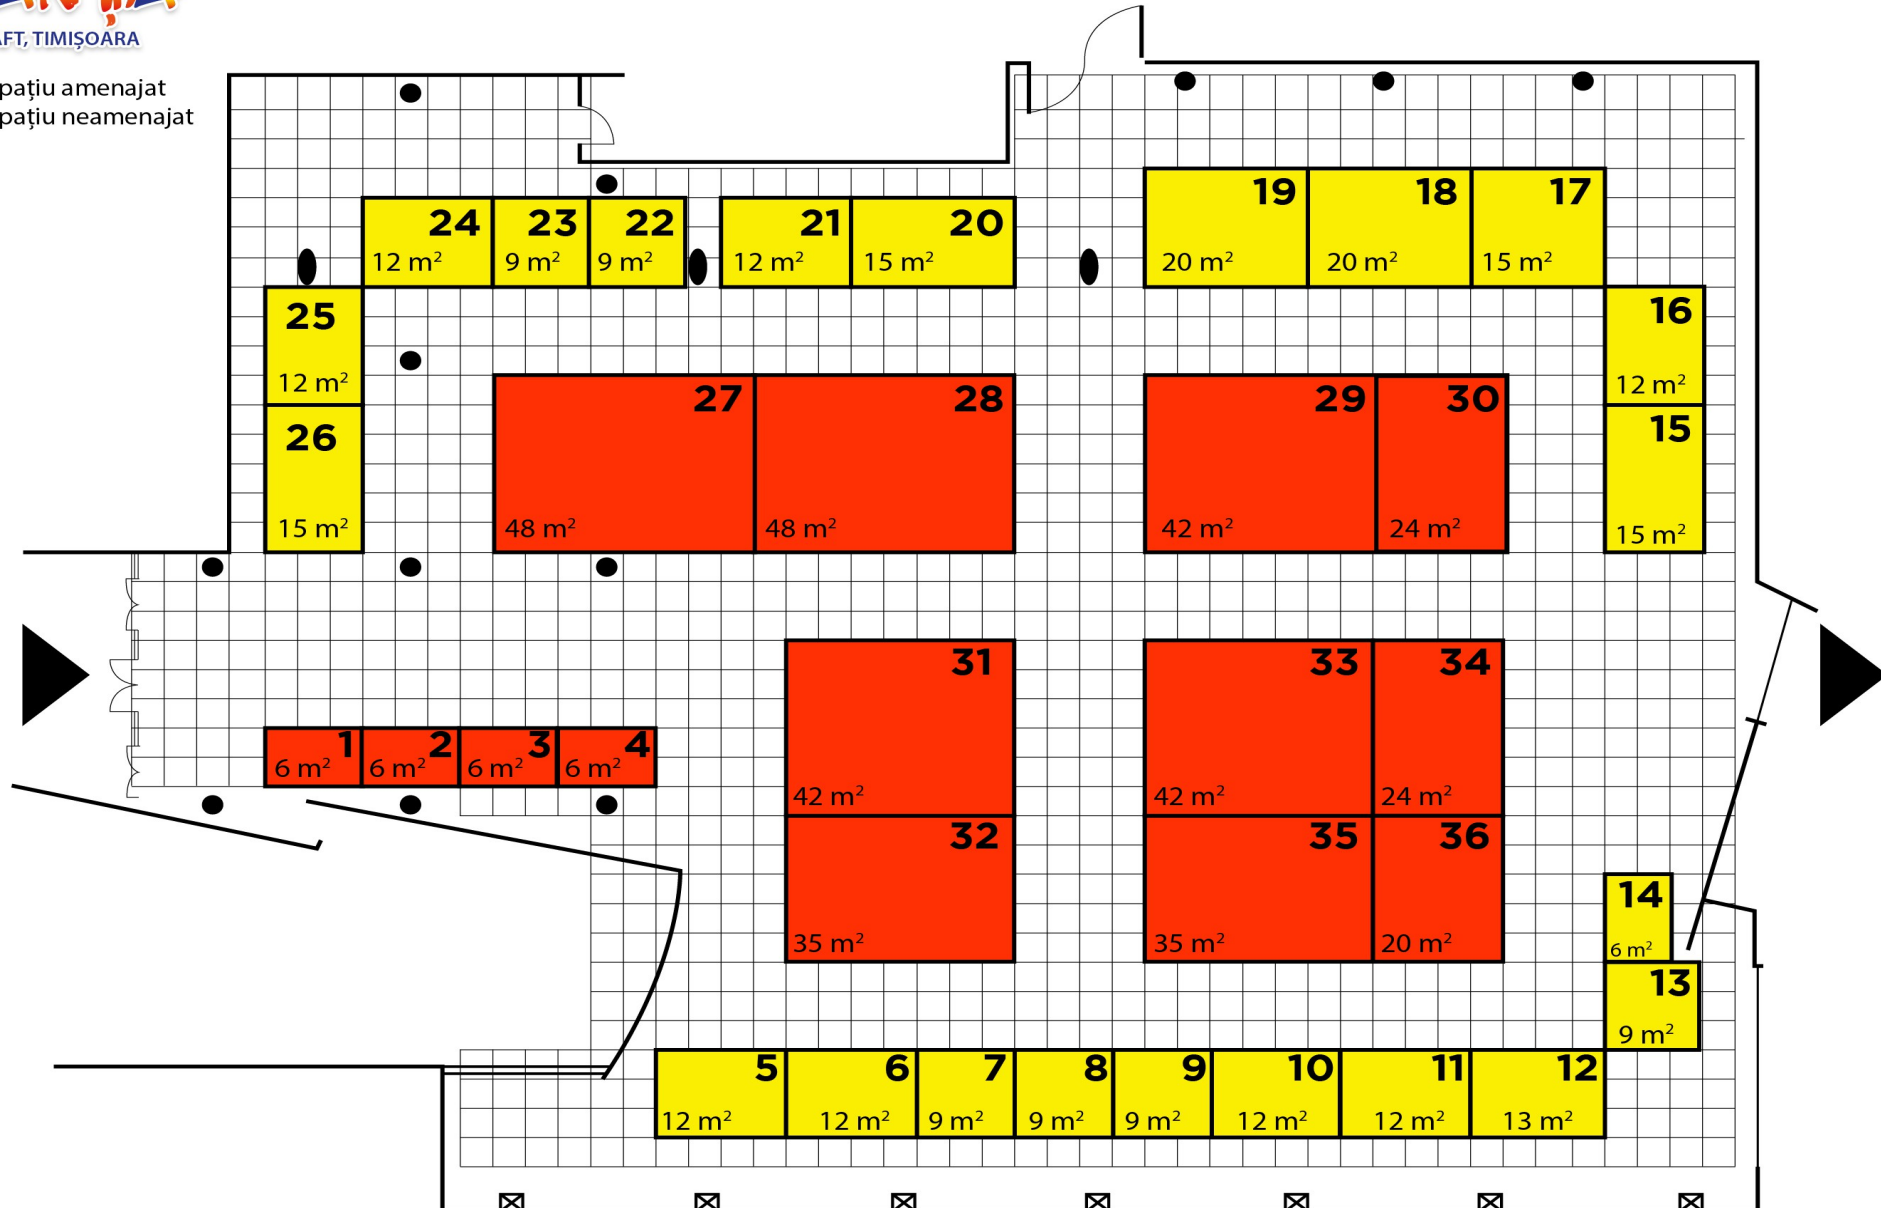 AFT, TIMIȘOARA
pațiu amenajat
pațiu neamenajat
19
18
17
20 m²
20 m²
15 m²
24
23
22
21
20
12 m²
9 m²
9 m²
12 m²
15 m²
25
12 m²
26
15 m²
16
12 m²
15
15 m²
27
28
29
30
48 m²
48 m²
42 m²
24 m²
31
33
34
42 m²
42 m²
24 m²
1
2
3
4
6 m²
6 m²
6 m²
6 m²
32
35
36
35 m²
35 m²
20 m²
14
6 m²
13
9 m²
5
6
7
8
9
10
11
12
12 m²
12 m²
9 m²
9 m²
9 m²
12 m²
12 m²
13 m²